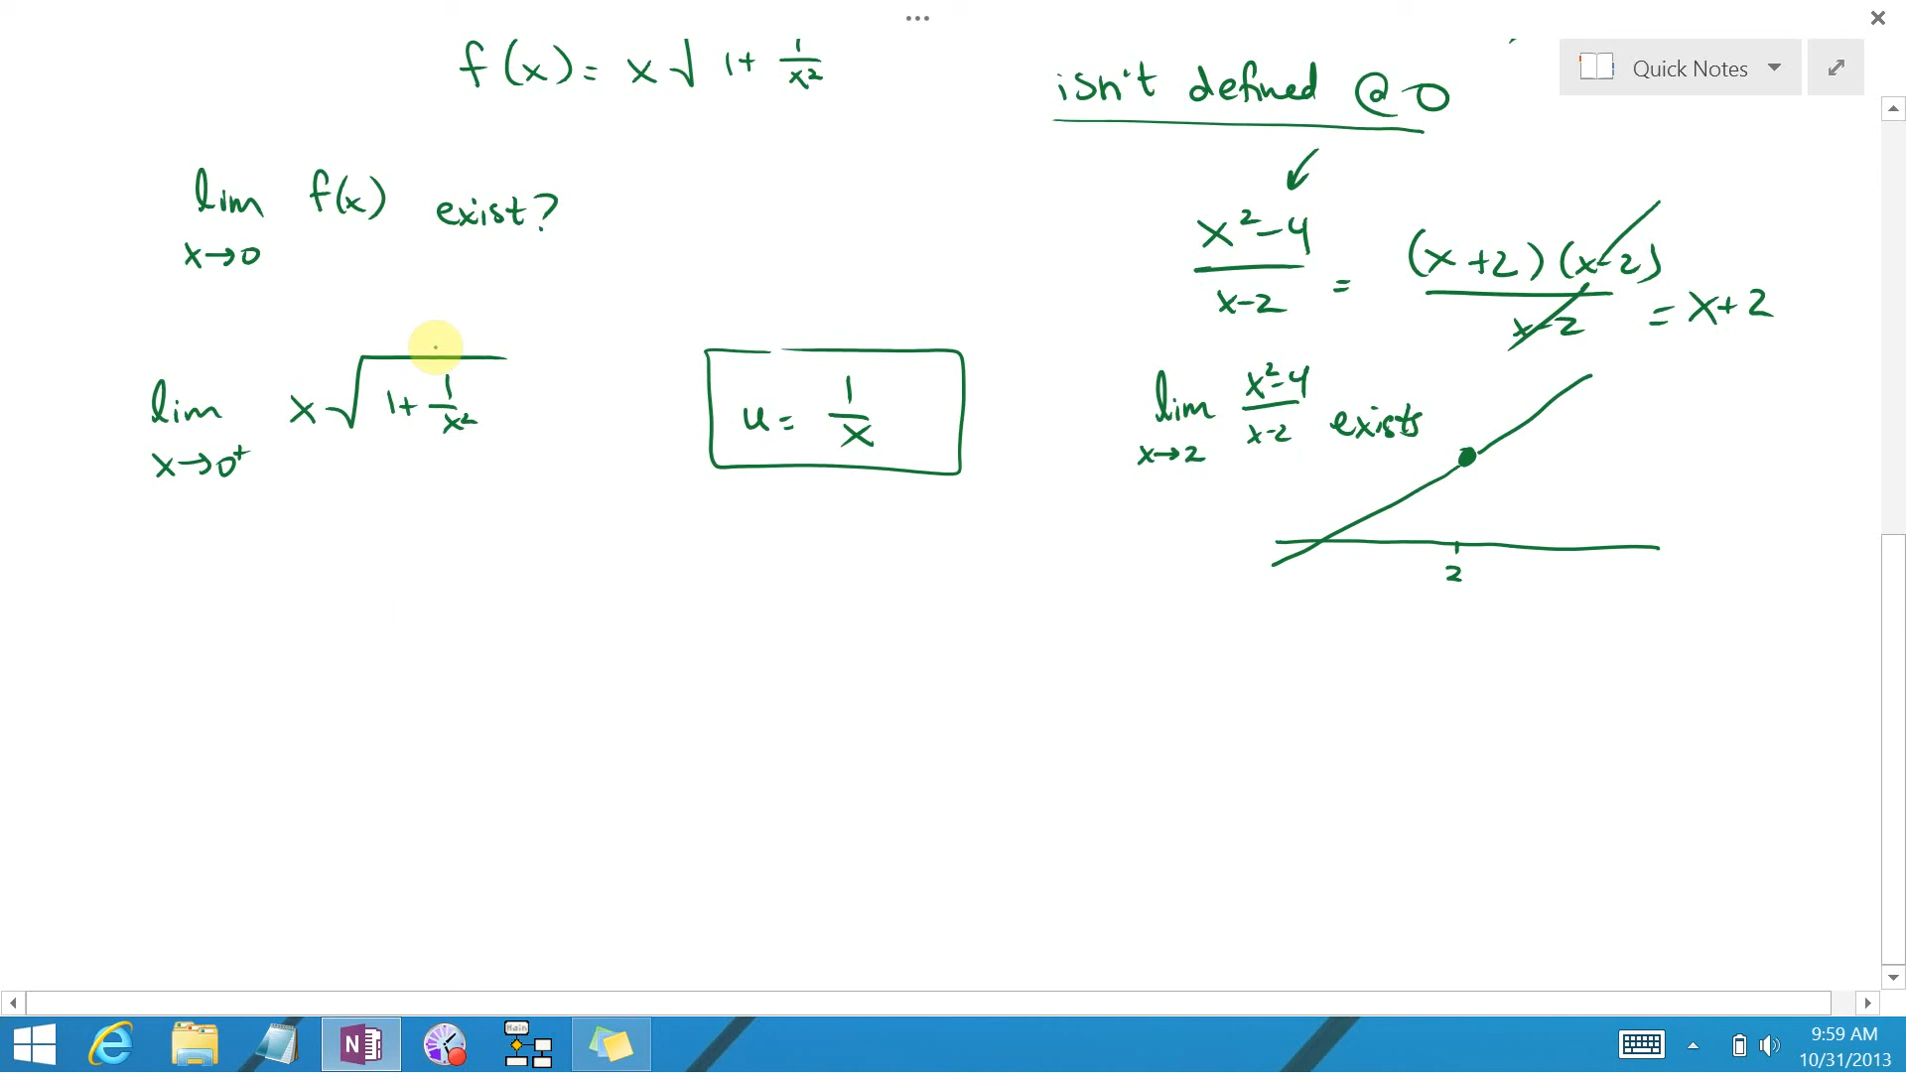 f(x) = x√ 1 + 1/x²
isn't defined @ 0
Quick Notes
lim f(x) exist?
x→0
x²-4 / x-2 = (x+2)(x-2) / x-2 = x+2
lim x√(1 + 1/x²)
x→0⁺
u = 1/x
lim x²-4 / x-2 exists
x→2
2
Main
N
9:59 AM
10/31/2013